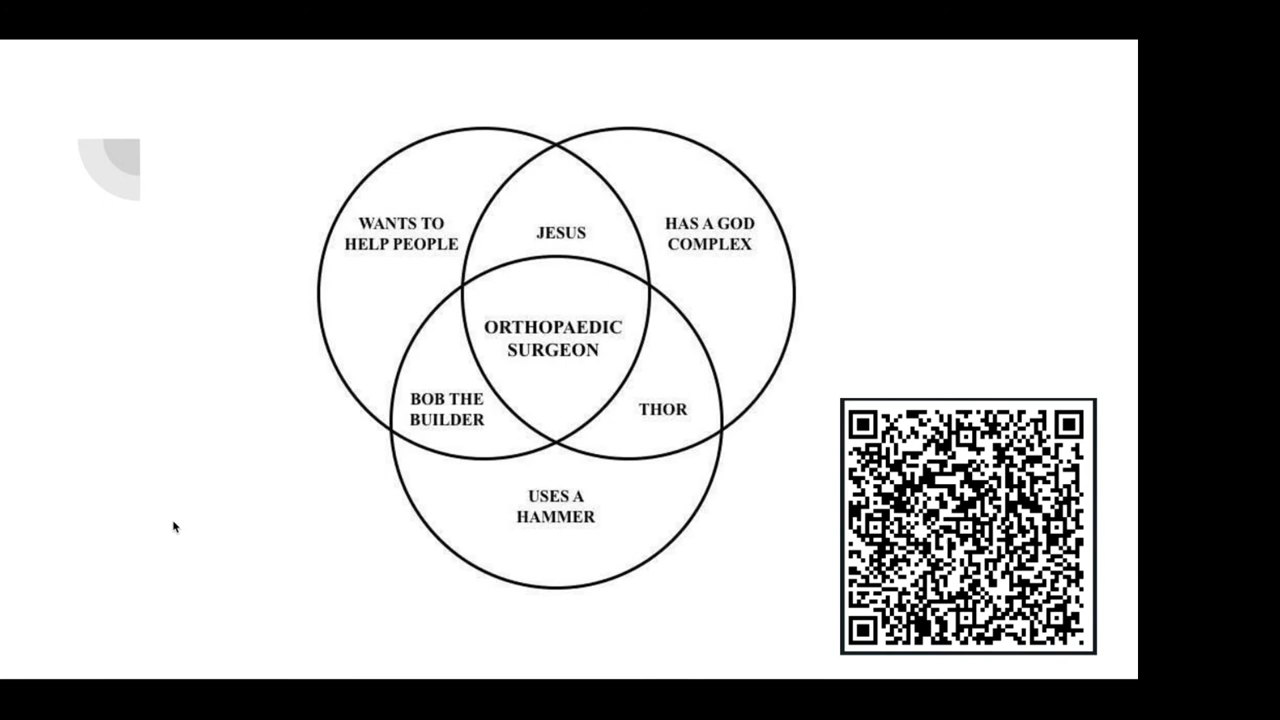 WANTS TO
HELP PEOPLE
JESUS
HAS A GOD
COMPLEX
ORTHOPAEDIC
SURGEON
BOB THE
BUILDER
THOR
USES A
HAMMER